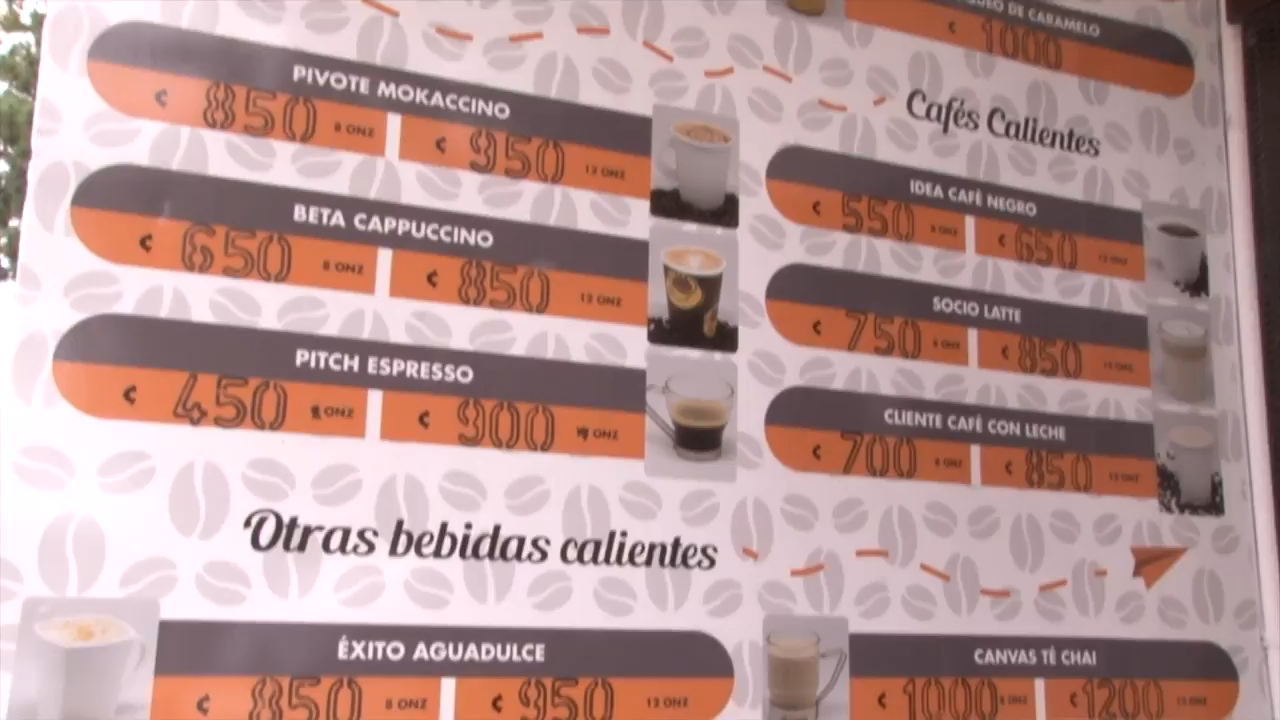 DE CARAMELO
¢ 1000
PIVOTE MOKACCINO
¢ 850 8 ONZ ¢ 950 12 ONZ
BETA CAPPUCCINO
¢ 650 8 ONZ ¢ 850 12 ONZ
PITCH ESPRESSO
¢ 450 ONZ ¢ 900 ONZ
Cafés Calientes
IDEA CAFÉ NEGRO
¢ 550 8 ONZ ¢ 650 12 ONZ
SOCIO LATTE
¢ 750 8 ONZ ¢ 850 12 ONZ
CLIENTE CAFÉ CON LECHE
¢ 700 8 ONZ ¢ 850 12 ONZ
Otras bebidas calientes
ÉXITO AGUADULCE
¢ 850 8 ONZ ¢ 950 12 ONZ
CANVAS TÉ CHAI
¢ 1000 8 ONZ ¢ 1200 12 ONZ